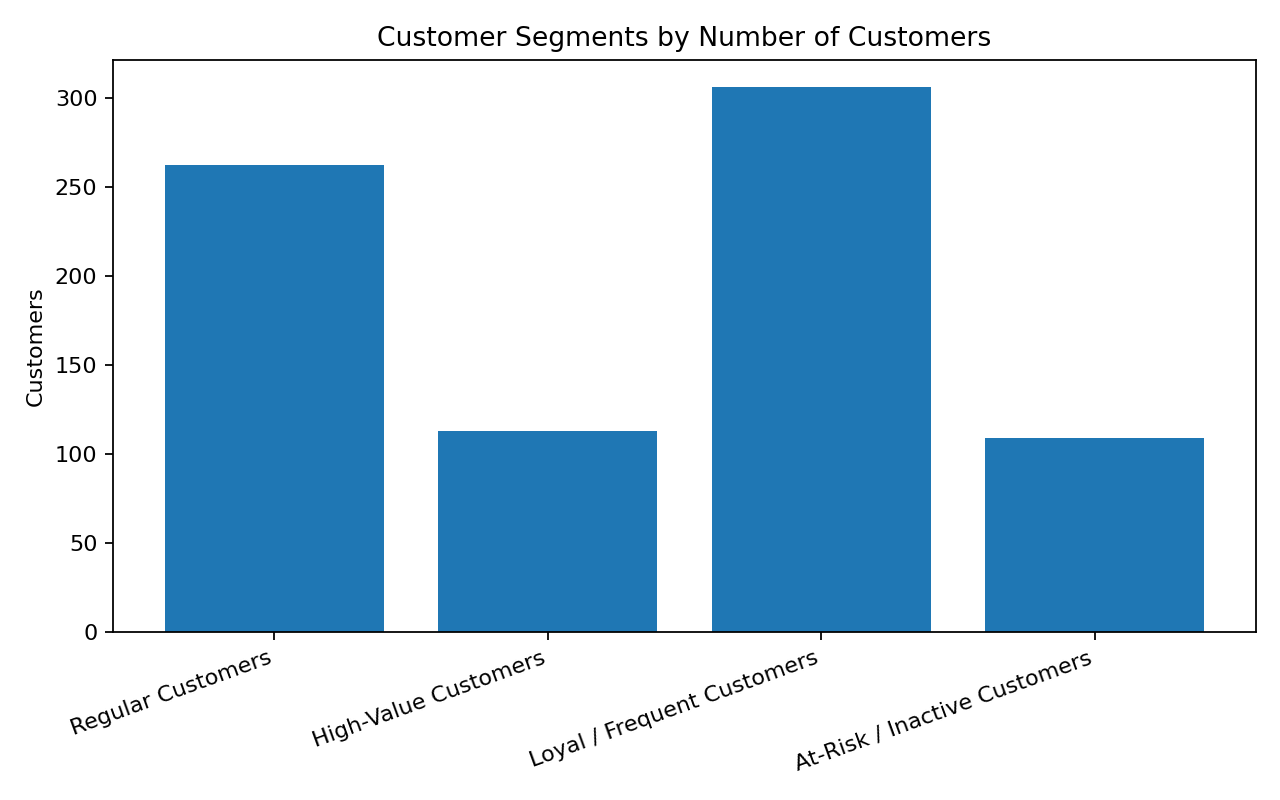 Customer Segments by Number of Customers
300
250
200
150
100
50
0
Customers
Regular Customers
High-Value Customers
Loyal / Frequent Customers
At-Risk / Inactive Customers